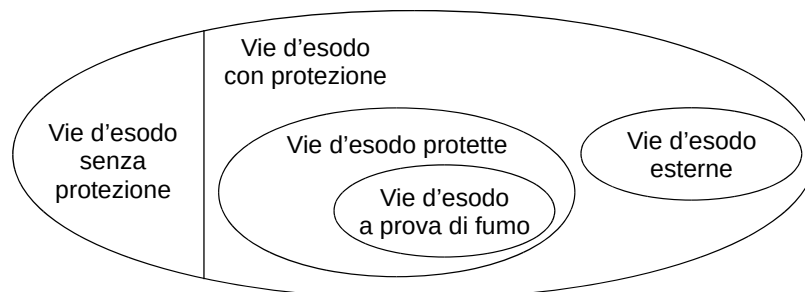 Vie d'esodo
con protezione
Vie d'esodo
senza
protezione
Vie d'esodo protette
Vie d'esodo
a prova di fumo
Vie d'esodo
esterne